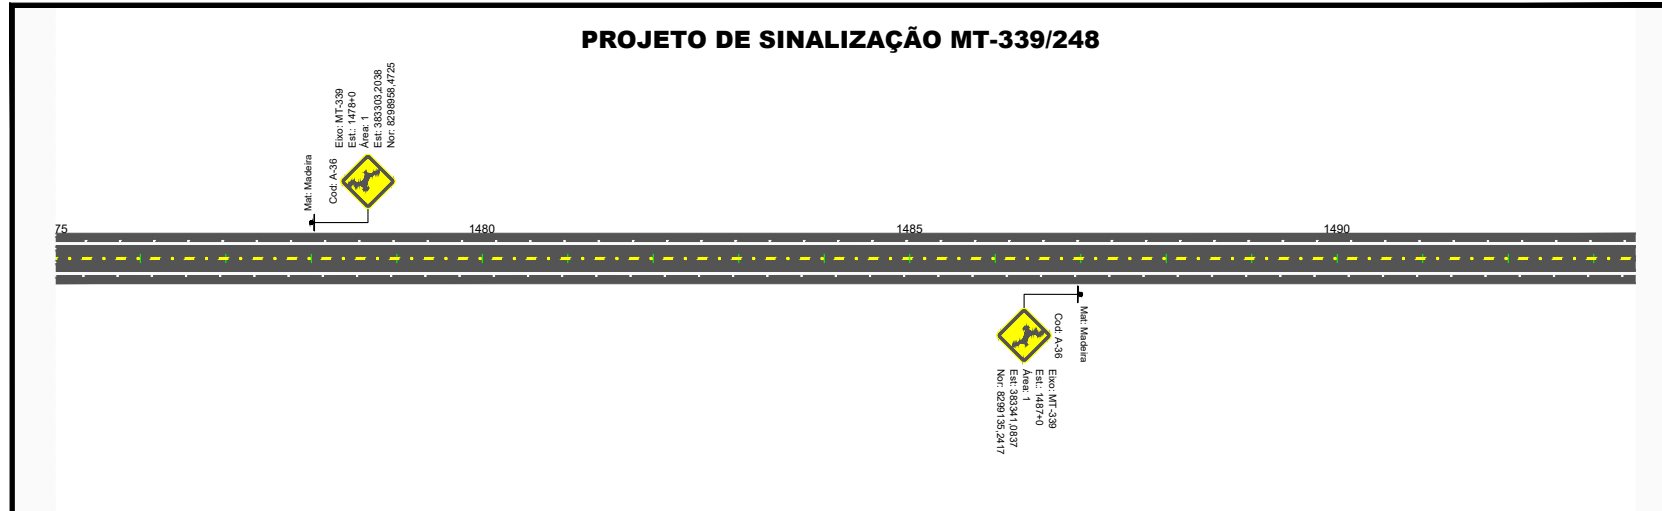 PROJETO DE SINALIZAÇÃO MT-339/248
Mat: Madeira
Cod: A-36
Eixo: MT-339
Est.: 1478+0
Área: 1
Est: 383303,2038
Nor: 8298958,4725
75
1480
1485
1490
Mat: Madeira
Cod: A-36
Eixo: MT-339
Est.: 1487+0
Área: 1
Est: 383341,0837
Nor: 8299135,2417